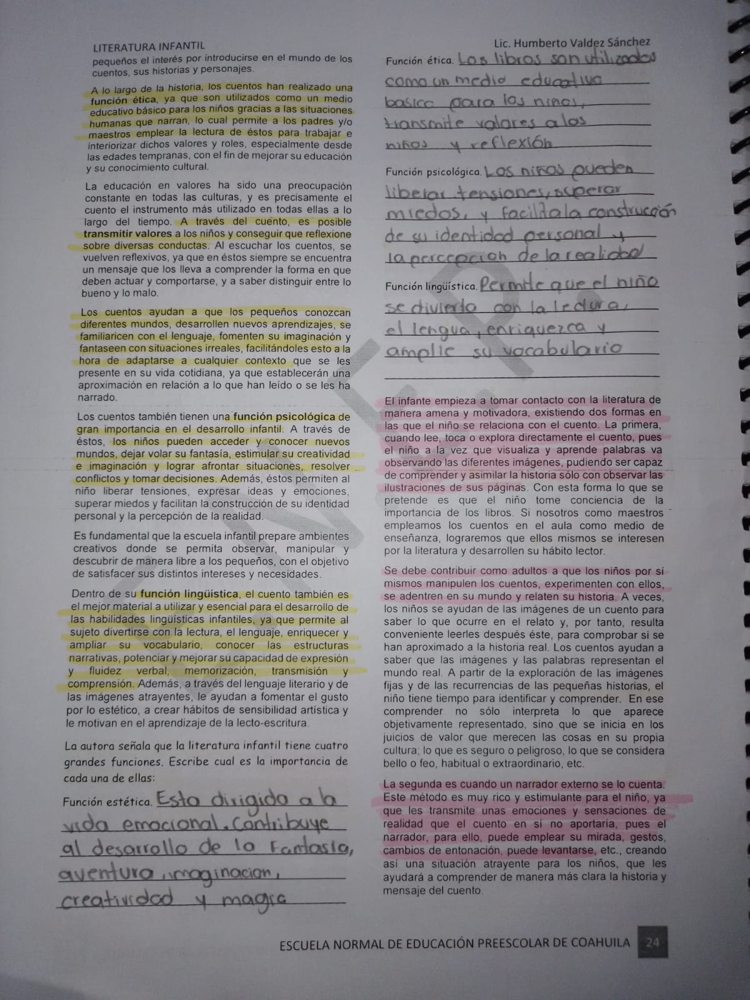 LITERATURA INFANTIL
Lic. Humberto Valdez Sánchez
pequeños el interés por introducirse en el mundo de los
cuentos, sus historias y personajes.
A lo largo de la historia, los cuentos han realizado una
función ética, ya que son utilizados como un medio
educativo básico para los niños gracias a las situaciones
humanas que narran, lo cual permite a los padres y/o
maestros emplear la lectura de éstos para trabajar e
interiorizar dichos valores y roles, especialmente desde
las edades tempranas, con el fin de mejorar su educación
y su conocimiento cultural.
La educación en valores ha sido una preocupación
constante en todas las culturas, y es precisamente el
cuento el instrumento más utilizado en todas ellas a lo
largo del tiempo. A través del cuento, es posible
transmitir valores a los niños y conseguir que reflexione
sobre diversas conductas. Al escuchar los cuentos, se
vuelven reflexivos, ya que en éstos siempre se encuentra
un mensaje que los lleva a comprender la forma en que
deben actuar y comportarse, y a saber distinguir entre lo
bueno y lo malo.
Los cuentos ayudan a que los pequeños conozcan
diferentes mundos, desarrollen nuevos aprendizajes, se
familiaricen con el lenguaje, fomenten su imaginación y
fantaseen con situaciones irreales, facilitándoles esto a la
hora de adaptarse a cualquier contexto que se les
presente en su vida cotidiana, ya que establecerán una
aproximación en relación a lo que han leído o se les ha
narrado.
Los cuentos también tienen una función psicológica de
gran importancia en el desarrollo infantil. A través de
éstos, los niños pueden acceder y conocer nuevos
mundos, dejar volar su fantasía, estimular su creatividad
e imaginación y lograr afrontar situaciones, resolver
conflictos y tomar decisiones. Además, éstos permiten al
niño liberar tensiones, expresar ideas y emociones,
superar miedos y facilitan la construcción de su identidad
personal y la percepción de la realidad.
Es fundamental que la escuela infantil prepare ambientes
creativos donde se permita observar, manipular y
descubrir de manera libre a los pequeños, con el objetivo
de satisfacer sus distintos intereses y necesidades.
Dentro de su función lingüística, el cuento también es
el mejor material a utilizar y esencial para el desarrollo de
las habilidades lingüísticas infantiles, ya que permite al
sujeto divertirse con la lectura, el lenguaje, enriquecer y
ampliar su vocabulario, conocer las estructuras
narrativas, potenciar y mejorar su capacidad de expresión
y fluidez verbal, memorización, transmisión y
comprensión. Además, a través del lenguaje literario y de
las imágenes atrayentes, le ayudan a fomentar el gusto
por lo estético, a crear hábitos de sensibilidad artística y
le motivan en el aprendizaje de la lecto-escritura.
La autora señala que la literatura infantil tiene cuatro
grandes funciones. Escribe cual es la importancia de
cada una de ellas:
Función estética. Esta dirigido a la
vida emocional. Contribuye
al desarrollo de la Fantasia,
aventura, imaginacion,
creatividad y magia
Función ética. Los libros son utilizados
como un medio educativo
basico para los niños,
transmite valores a los
niños y reflexión
Función psicológica. Los niños pueden
liberar tensiones, superar
miedos, y facilita la construcción
de su identidad personal y
la percepcion de la realidad
Función lingüística. Permite que el niño
se divierta con la lectura,
el lengua, enriquezca y
amplie su vocabulario
El infante empieza a tomar contacto con la literatura de
manera amena y motivadora, existiendo dos formas en
las que el niño se relaciona con el cuento. La primera,
cuando lee, toca o explora directamente el cuento, pues
el niño a la vez que visualiza y aprende palabras va
observando las diferentes imágenes, pudiendo ser capaz
de comprender y asimilar la historia sólo con observar las
ilustraciones de sus páginas. Con esta forma lo que se
pretende es que el niño tome conciencia de la
importancia de los libros. Si nosotros como maestros
empleamos los cuentos en el aula como medio de
enseñanza, lograremos que ellos mismos se interesen
por la literatura y desarrollen su hábito lector.
Se debe contribuir como adultos a que los niños por sí
mismos manipulen los cuentos, experimenten con ellos,
se adentren en su mundo y relaten su historia. A veces,
los niños se ayudan de las imágenes de un cuento para
saber lo que ocurre en el relato y, por tanto, resulta
conveniente leerles después éste, para comprobar si se
han aproximado a la historia real. Los cuentos ayudan a
saber que las imágenes y las palabras representan el
mundo real. A partir de la exploración de las imágenes
fijas y de las recurrencias de las pequeñas historias, el
niño tiene tiempo para identificar y comprender. En ese
comprender no sólo interpreta lo que aparece
objetivamente representado, sino que se inicia en los
juicios de valor que merecen las cosas en su propia
cultura; lo que es seguro o peligroso, lo que se considera
bello o feo, habitual o extraordinario, etc.
La segunda es cuando un narrador externo se lo cuenta.
Este método es muy rico y estimulante para el niño, ya
que les transmite unas emociones y sensaciones de
realidad que el cuento en sí no aportaría, pues el
narrador, para ello, puede emplear su mirada, gestos,
cambios de entonación, puede levantarse, etc., creando
así una situación atrayente para los niños, que les
ayudará a comprender de manera más clara la historia y
mensaje del cuento.
E.N.E.P.
ESCUELA NORMAL DE EDUCACIÓN PREESCOLAR DE COAHUILA 24